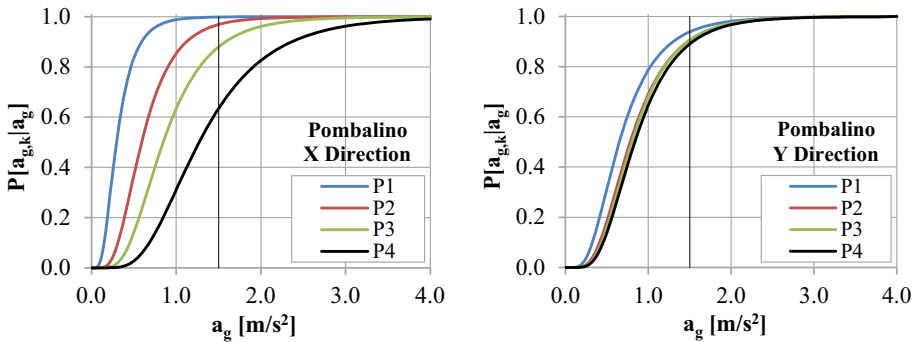 P[a_g,k|a_g]
1.0
0.8
0.6
0.4
0.2
0.0
Pombalino
X Direction
P1
P2
P3
P4
0.0 1.0 2.0 3.0 4.0
a_g [m/s²]
P[a_g,k|a_g]
1.0
0.8
0.6
0.4
0.2
0.0
Pombalino
Y Direction
P1
P2
P3
P4
0.0 1.0 2.0 3.0 4.0
a_g [m/s²]